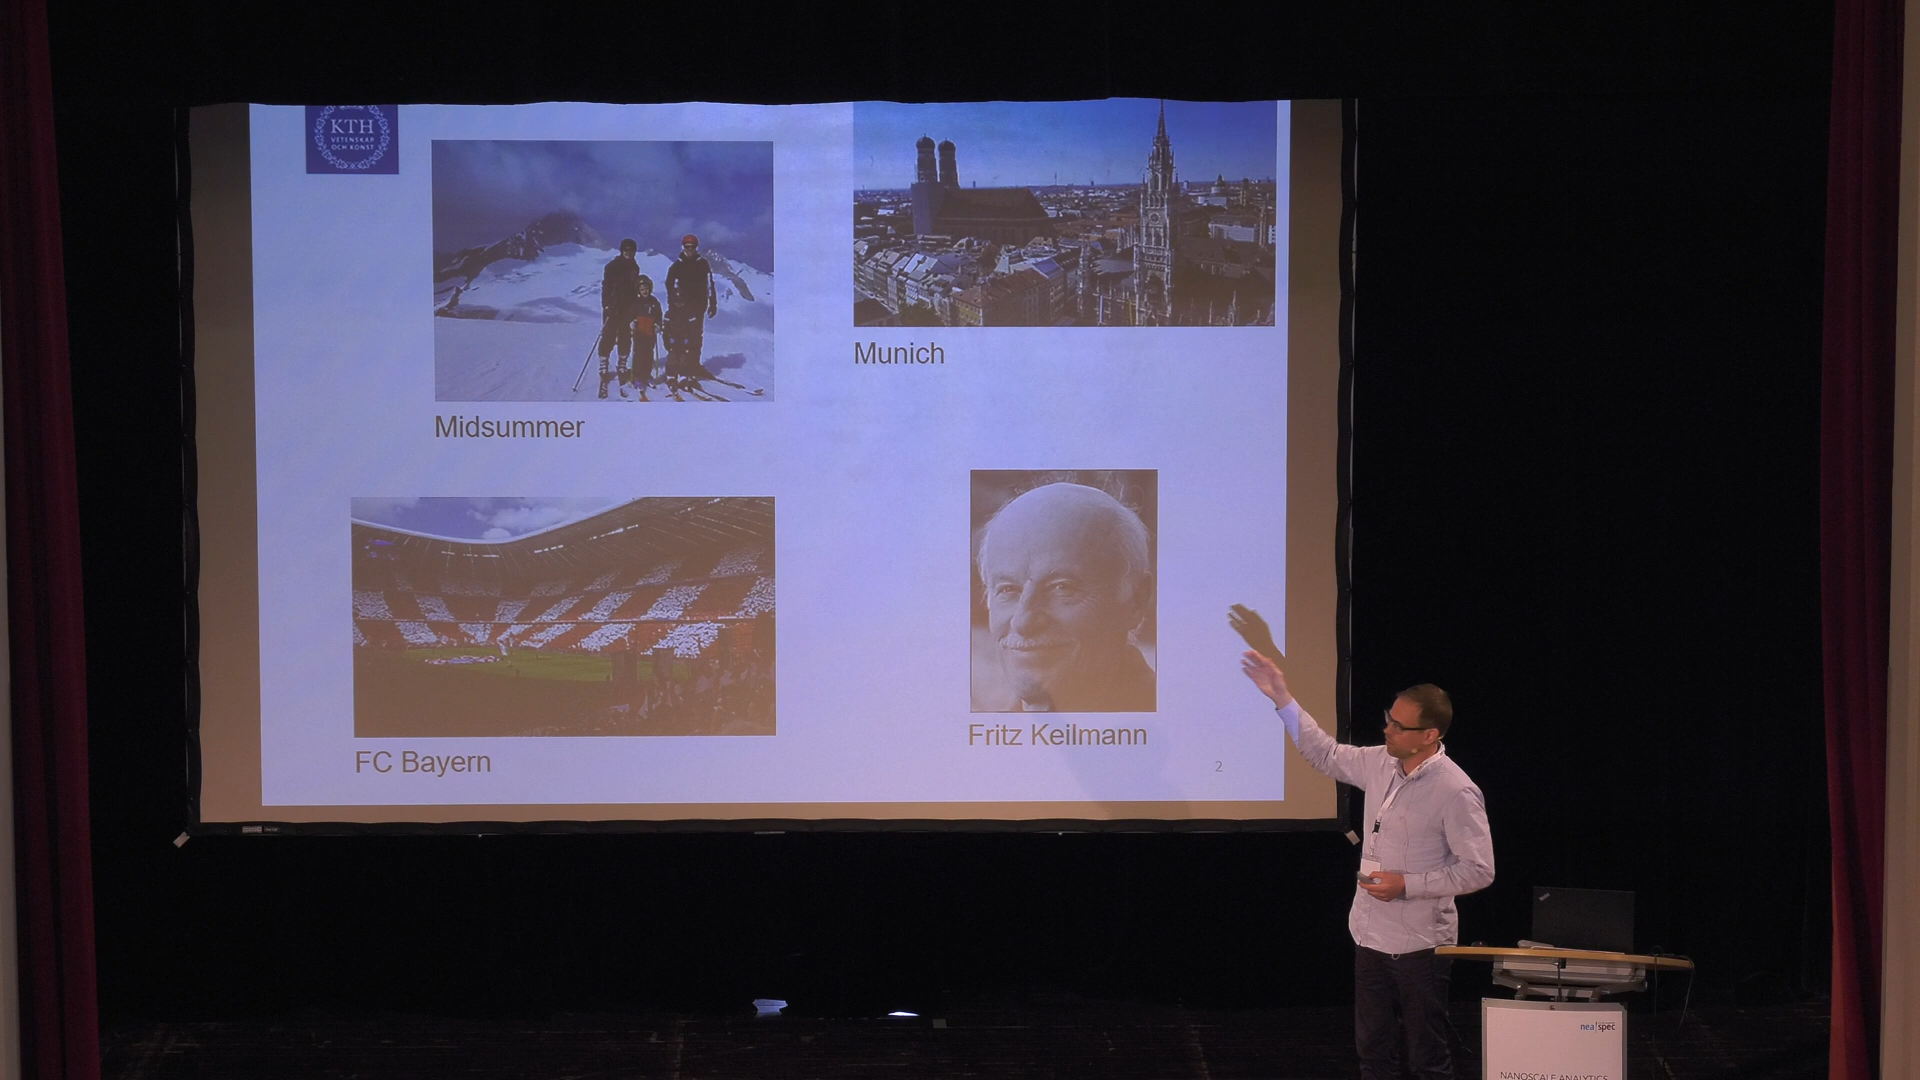 KTH
VETENSKAP
OCH KONST
Munich
Midsummer
Fritz Keilmann
FC Bayern
2
nea spec
NANOSCALE ANALYTICS